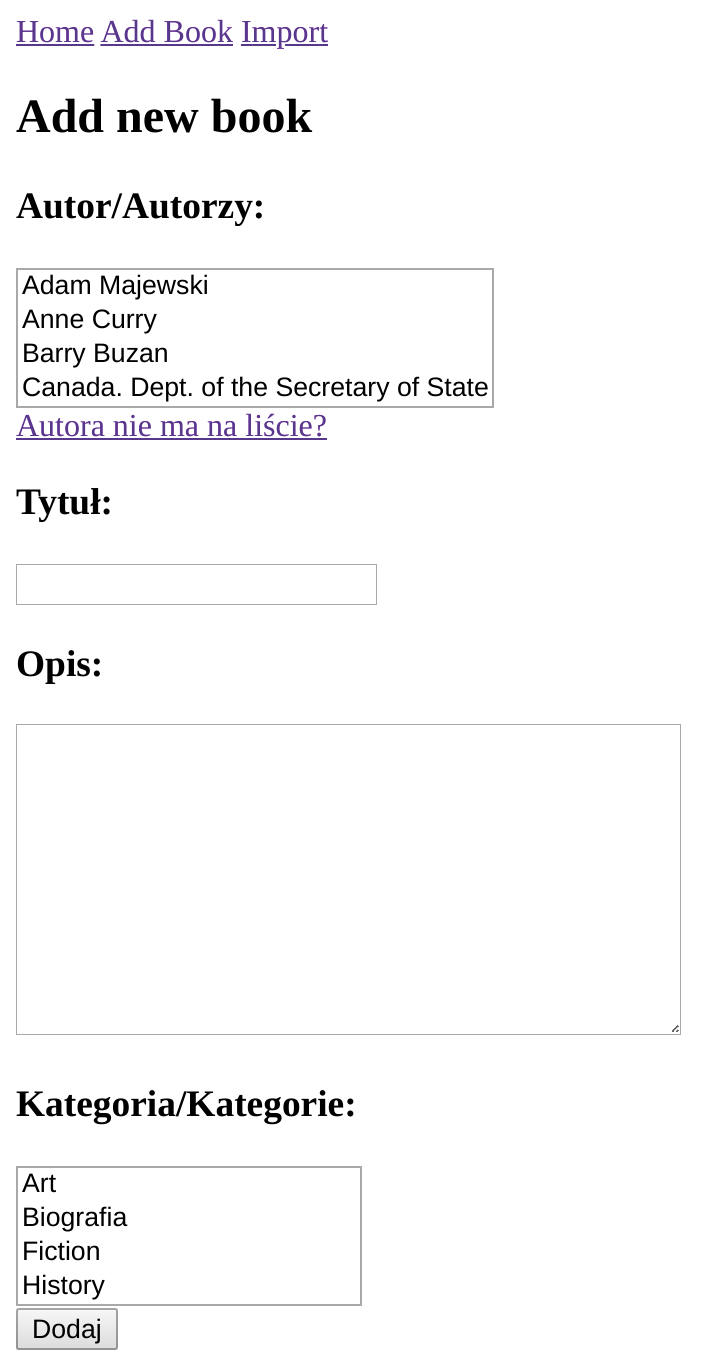 Home Add Book Import
Add new book
Autor/Autorzy:
Adam Majewski
Anne Curry
Barry Buzan
Canada. Dept. of the Secretary of State
Autora nie ma na liście?
Tytuł:
Opis:
Kategoria/Kategorie:
Art
Biografia
Fiction
History
Dodaj